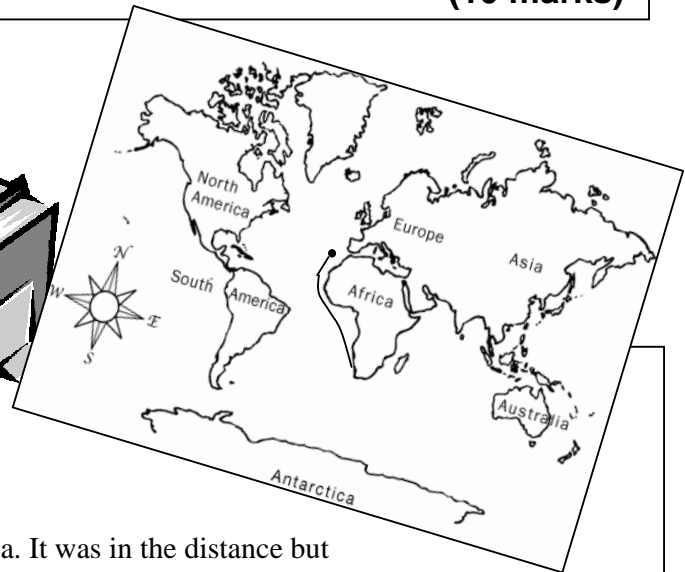 (10 marks)
North
America
Europe
Asia
N
W
E
S
South America
Africa
Australia
Antarctica
a. It was in the distance but